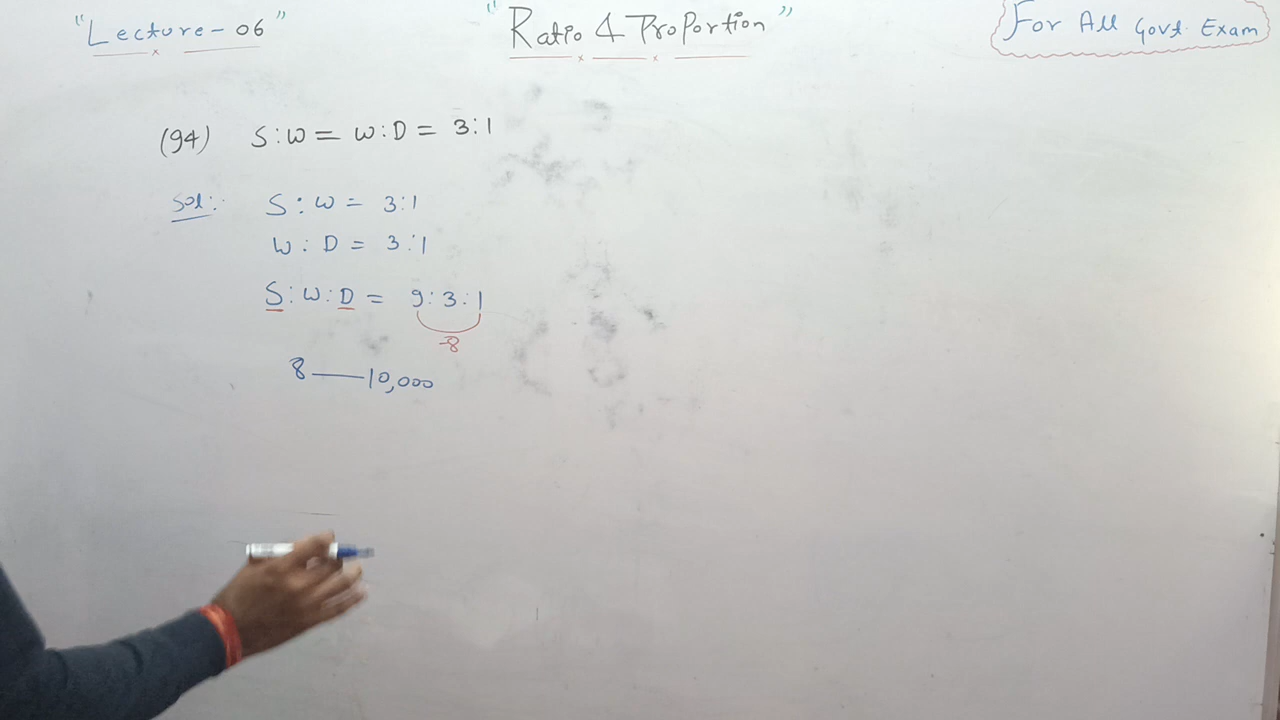 "Lecture-06"
"Ratio & Proportion"
For All Govt. Exam
(94) S:W = W:D = 3:1
Sol:. S:W = 3:1
W:D = 3:1
S:W:D = 9:3:1
-8
8 — 10,000